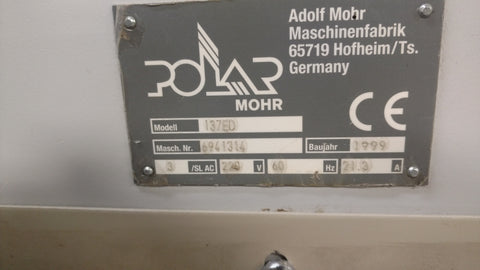 Adolf Mohr
Maschinenfabrik
65719 Hofheim/Ts.
Germany
POLAR
MOHR
CE
Modell 137ED
Masch. Nr. 6941314 Baujahr 1999
3 /SL AC 220 V 60 Hz 21.3 A